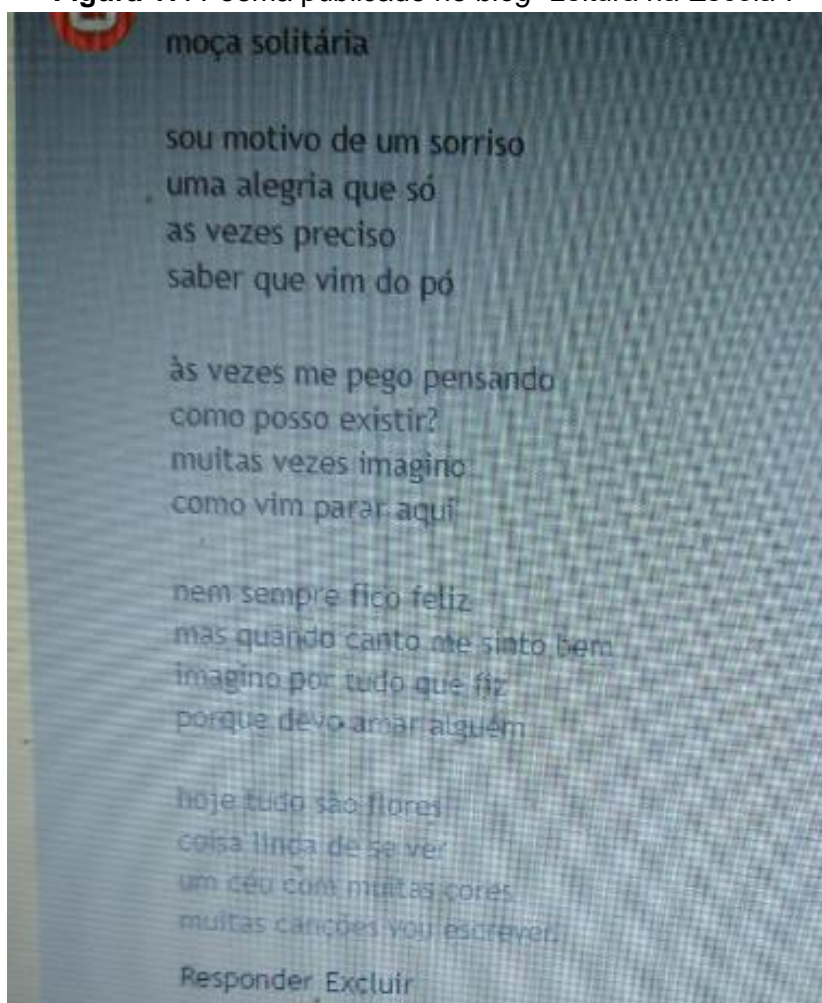 moça solitária
sou motivo de um sorriso
uma alegria que só
as vezes preciso
saber que vim do pó
às vezes me pego pensando
como posso existir?
muitas vezes imagino
como vim parar aqui
nem sempre fico feliz
mas quando canto me sinto bem
imagino por tudo que fiz
porque devo amar alguém
hoje tudo são flores
coisa linda de se ver
um céu com muitas cores
muitas canções vou escrever.
Responder Excluir